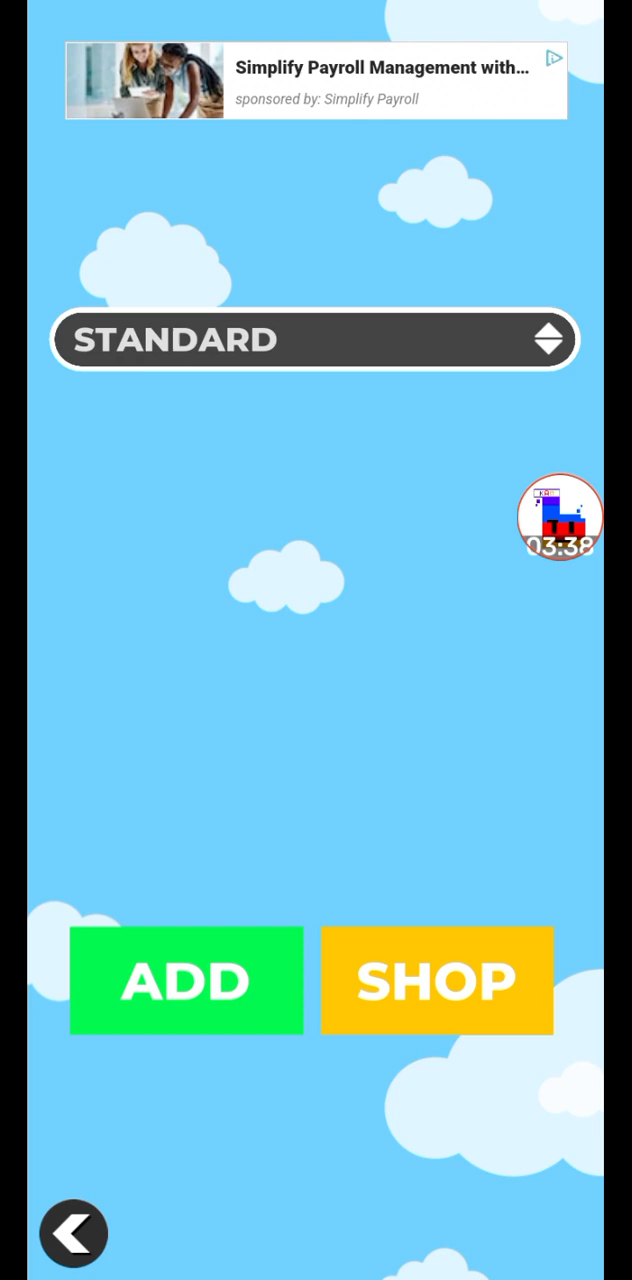 Simplify Payroll Management with...
sponsored by: Simplify Payroll
STANDARD
03:38
ADD
SHOP